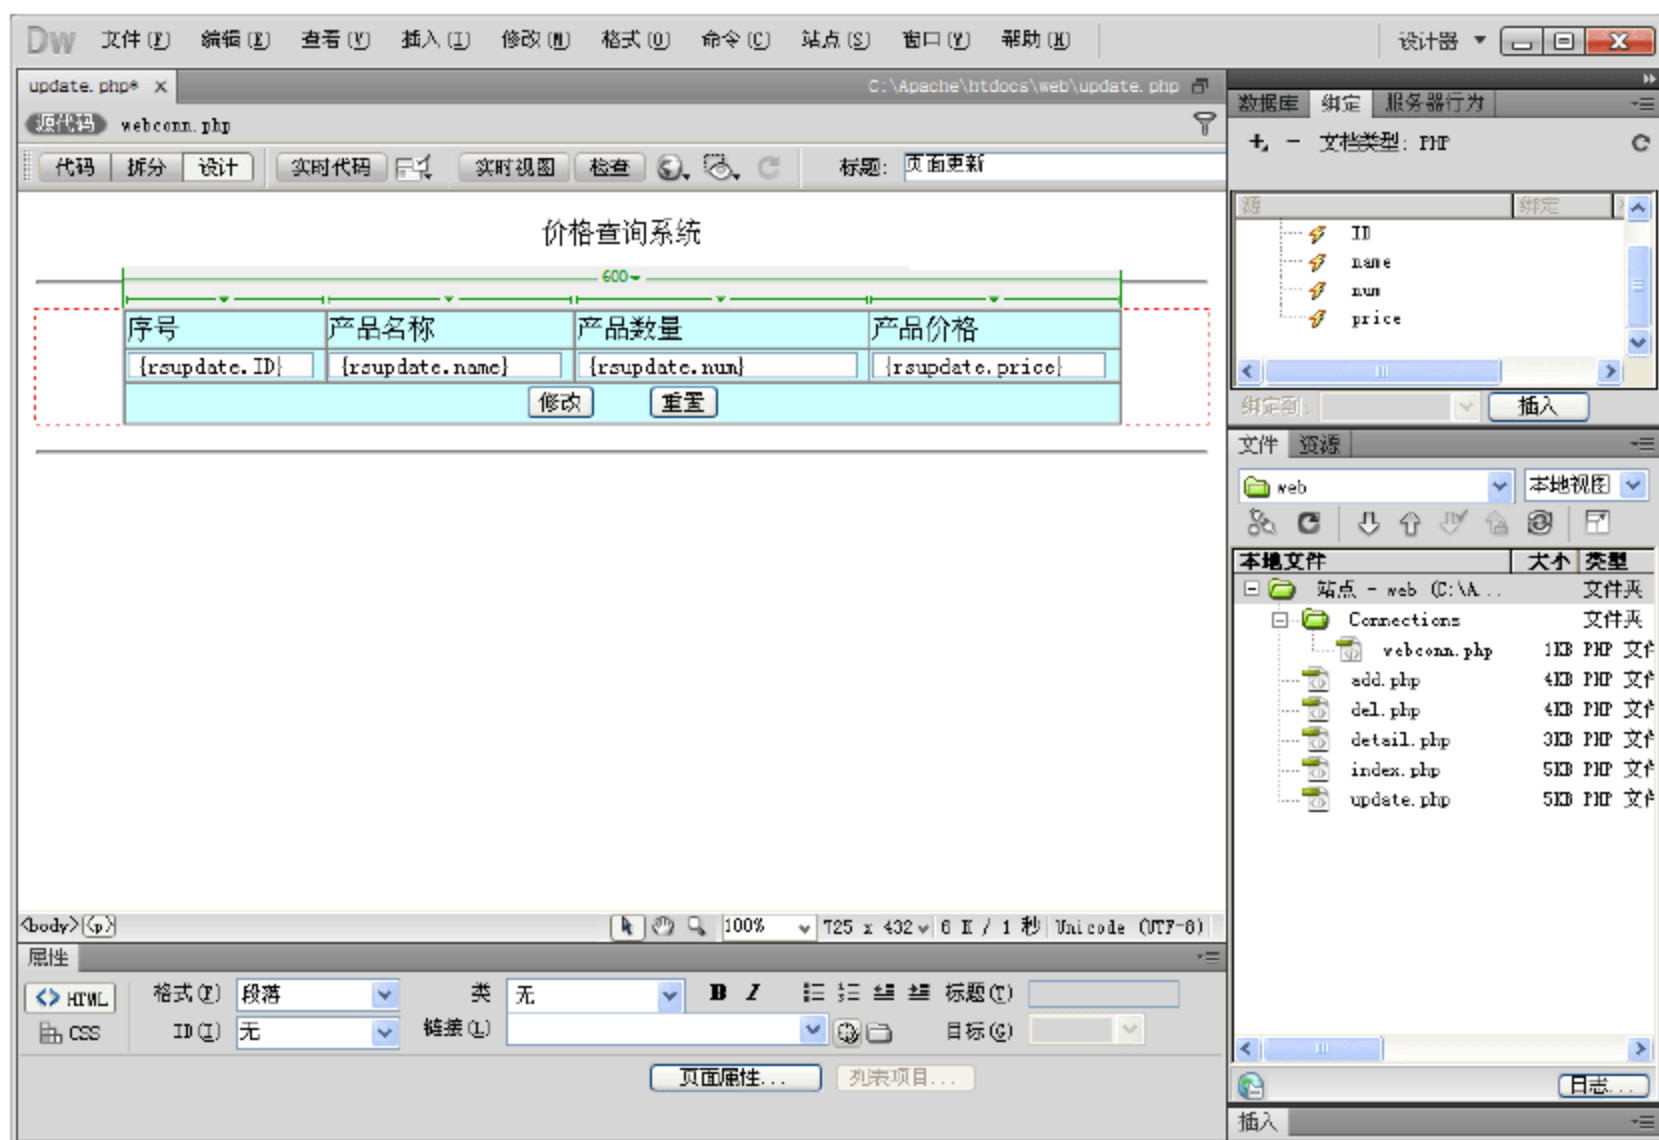 Dw 文件(F) 编辑(E) 查看(V) 插入(I) 修改(M) 格式(O) 命令(C) 站点(S) 窗口(W) 帮助(H) 设计器
update.php* × C:\Apache\htdocs\web\update.php
源代码 webconn.php
代码 拆分 设计 实时代码 实时视图 检查 标题: 页面更新
价格查询系统
600
序号 产品名称 产品数量 产品价格
{rsupdate.ID} {rsupdate.name} {rsupdate.num} {rsupdate.price}
修改 重置
<body> <p> 100% 725 x 432 6 K / 1 秒 Unicode (UTF-8)
属性
<> HTML 格式(F) 段落 类 无 B I 标题(T)
CSS ID(I) 无 链接(L) 目标(G)
页面属性... 列表项目...
数据库 绑定 服务器行为
文档类型: PHP
源 绑定
ID
name
num
price
绑定到: 插入
文件 资源
web 本地视图
本地文件 大小 类型
站点 - web (C:\A... 文件夹
Connections 文件夹
webconn.php 1KB PHP 文件
add.php 4KB PHP 文件
del.php 4KB PHP 文件
detail.php 3KB PHP 文件
index.php 5KB PHP 文件
update.php 5KB PHP 文件
日志...
插入